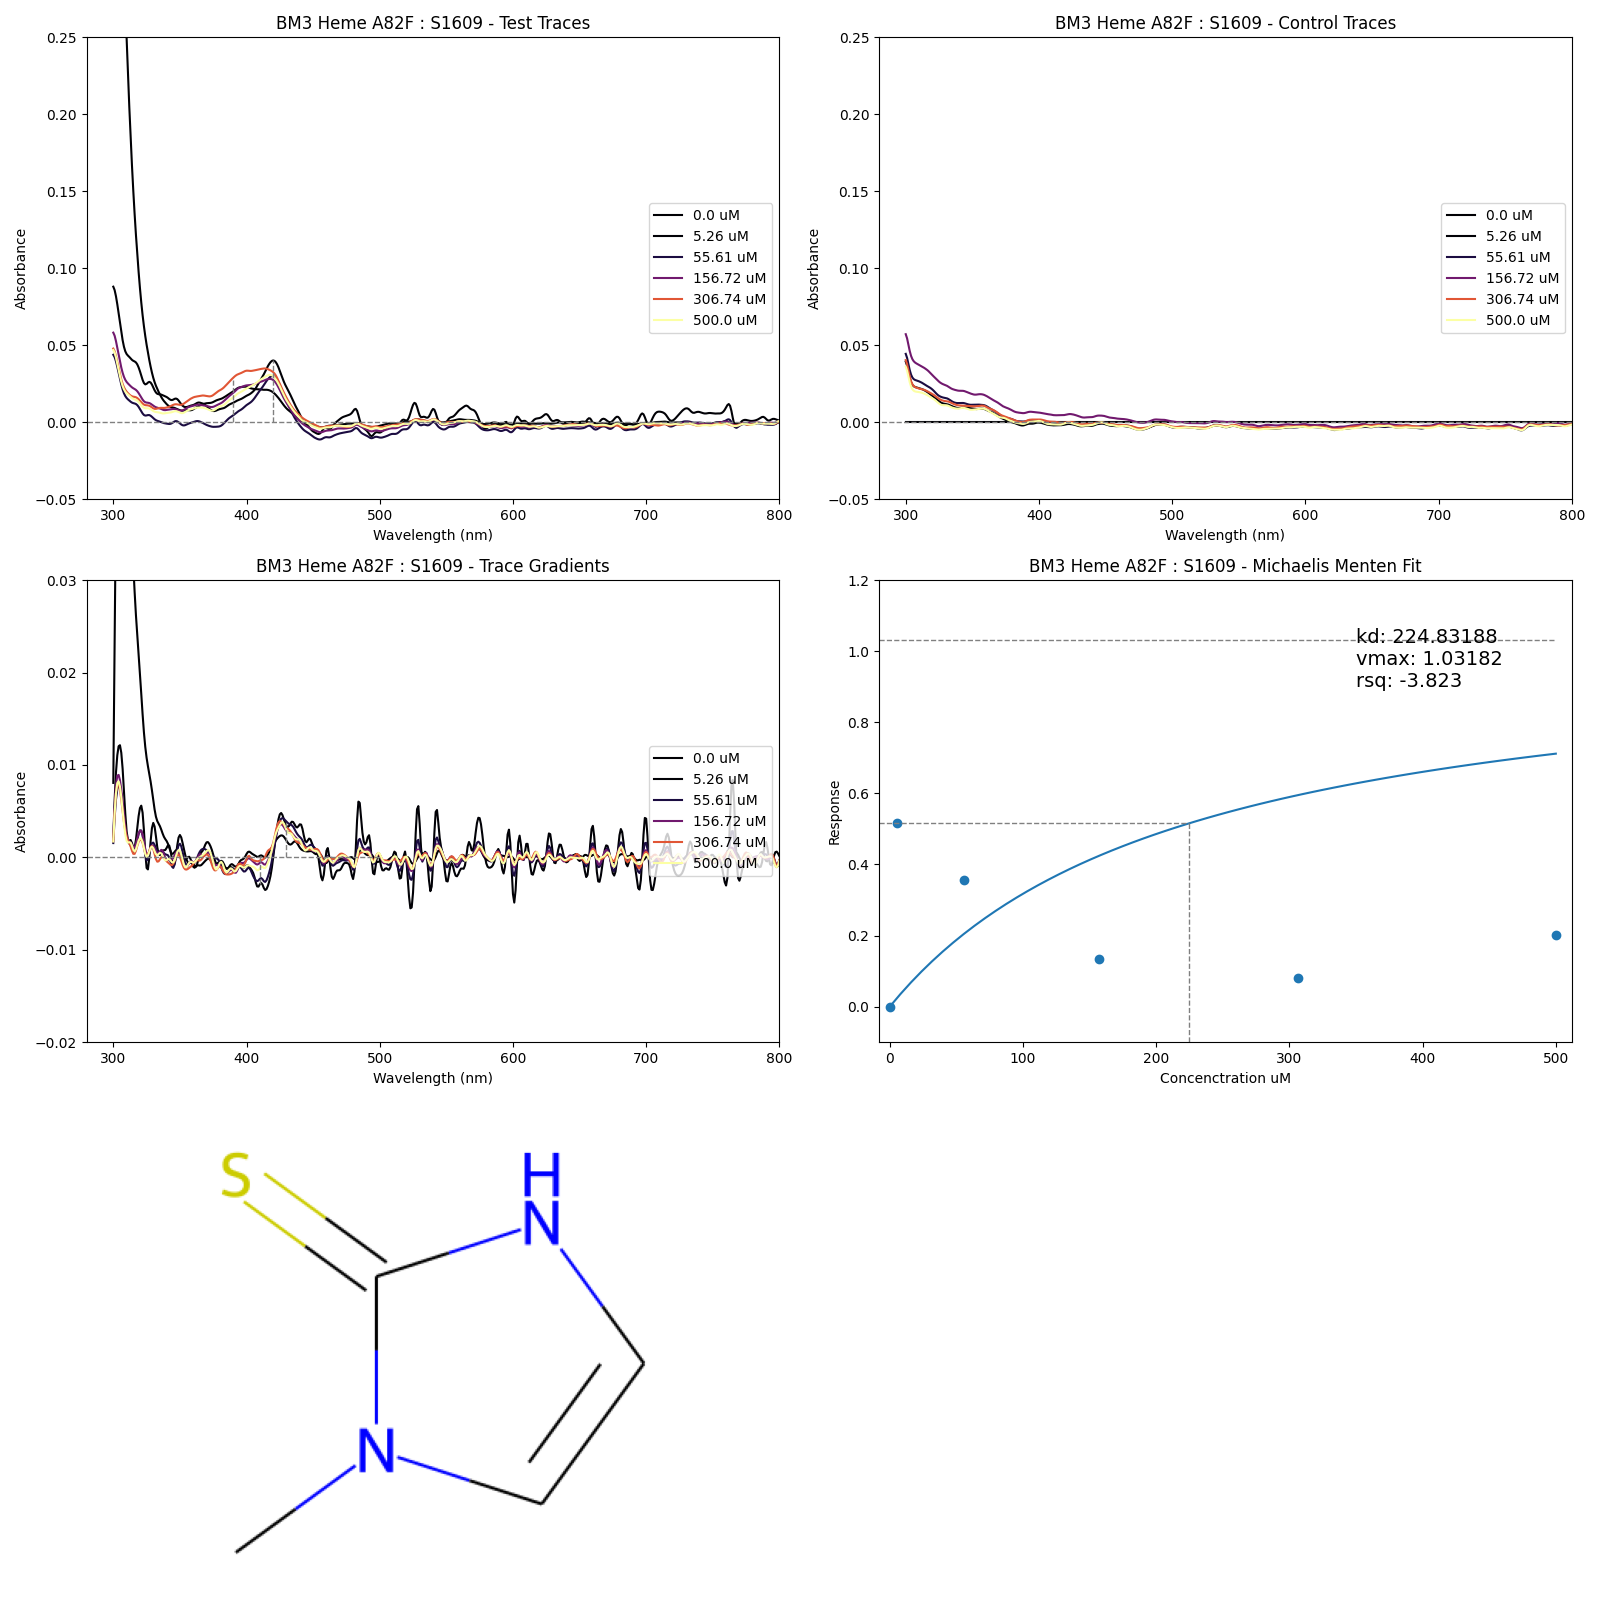 BM3 Heme A82F : S1609 - Test Traces
0.25
0.20
0.15
0.10
0.05
0.00
−0.05
Absorbance
300 400 500 600 700 800
Wavelength (nm)
0.0 uM
5.26 uM
55.61 uM
156.72 uM
306.74 uM
500.0 uM
BM3 Heme A82F : S1609 - Control Traces
0.25
0.20
0.15
0.10
0.05
0.00
−0.05
Absorbance
300 400 500 600 700 800
Wavelength (nm)
0.0 uM
5.26 uM
55.61 uM
156.72 uM
306.74 uM
500.0 uM
BM3 Heme A82F : S1609 - Trace Gradients
0.03
0.02
0.01
0.00
−0.01
−0.02
Absorbance
300 400 500 600 700 800
Wavelength (nm)
0.0 uM
5.26 uM
55.61 uM
156.72 uM
306.74 uM
500.0 uM
BM3 Heme A82F : S1609 - Michaelis Menten Fit
1.2
1.0
0.8
0.6
0.4
0.2
0.0
Response
0 100 200 300 400 500
Concenctration uM
kd: 224.83188
vmax: 1.03182
rsq: -3.823
S
H
N
N